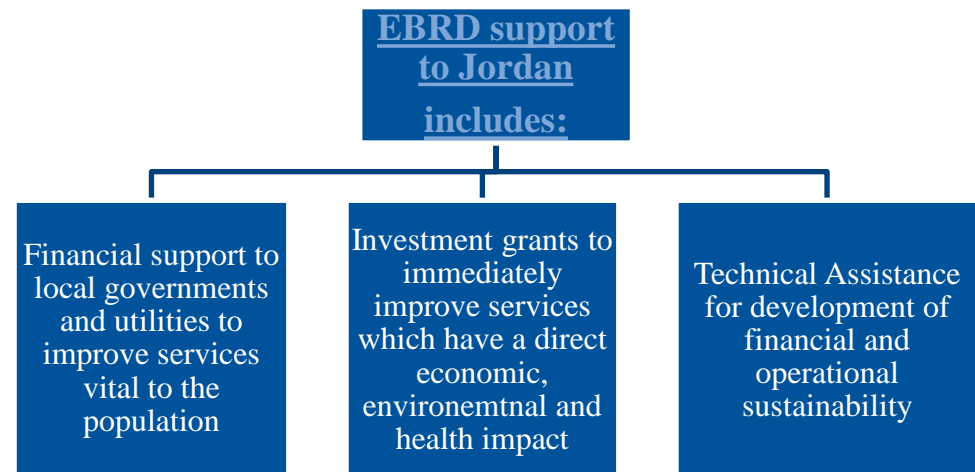 EBRD support
to Jordan
includes:
Financial support to
local governments
and utilities to
improve services
vital to the
population
Investment grants to
immediately
improve services
which have a direct
economic,
environemtnal and
health impact
Technical Assistance
for development of
financial and
operational
sustainability